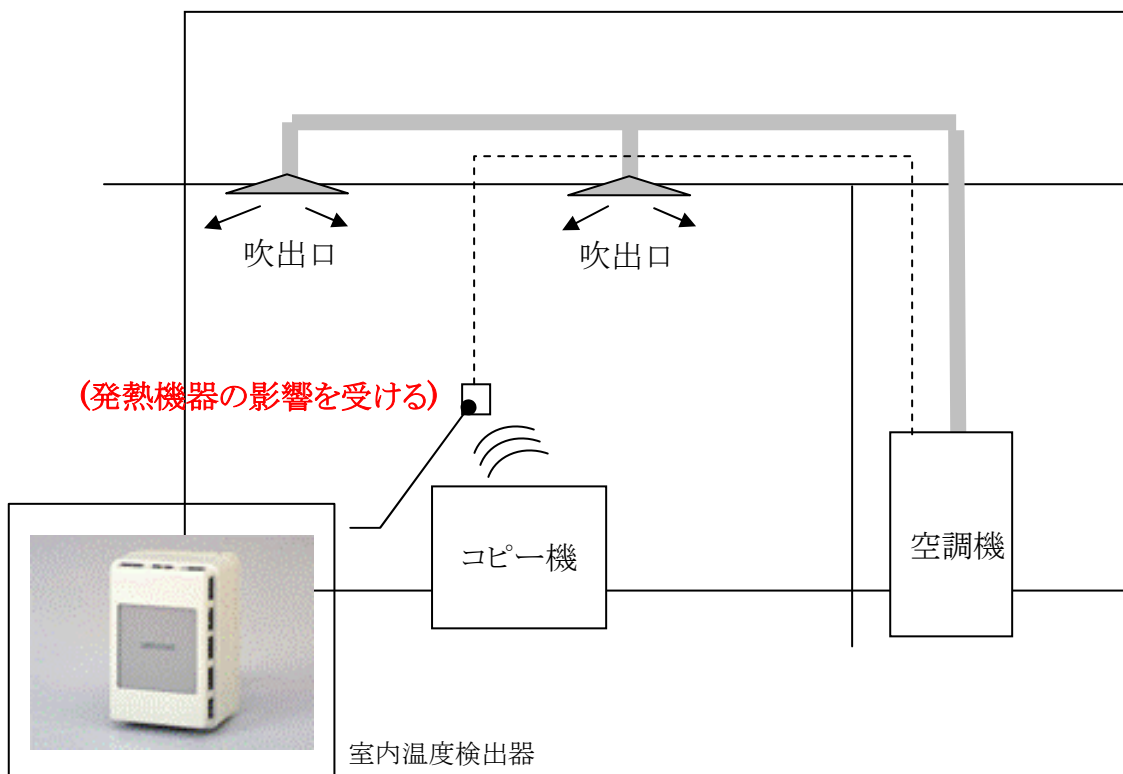 吹出口
吹出口
(発熱機器の影響を受ける)
コピー機
空調機
室内温度検出器